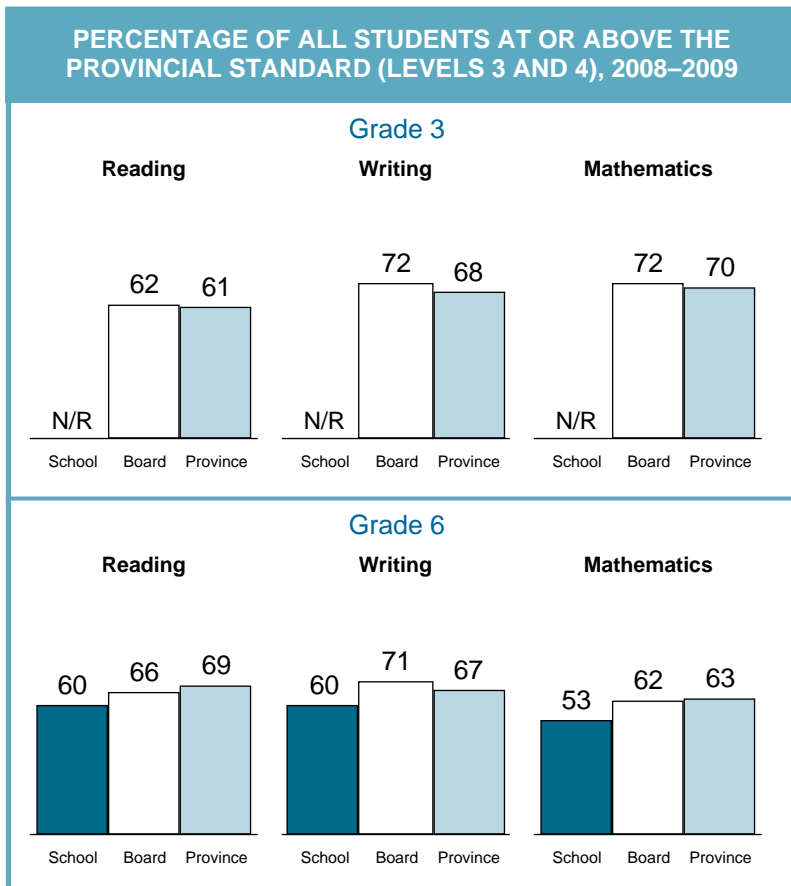 PERCENTAGE OF ALL STUDENTS AT OR ABOVE THE
PROVINCIAL STANDARD (LEVELS 3 AND 4), 2008–2009
Grade 3
Reading Writing Mathematics
62 61 72 68 72 70
N/R N/R N/R
School Board Province School Board Province School Board Province
Grade 6
Reading Writing Mathematics
60 66 69 60 71 67 53 62 63
School Board Province School Board Province School Board Province